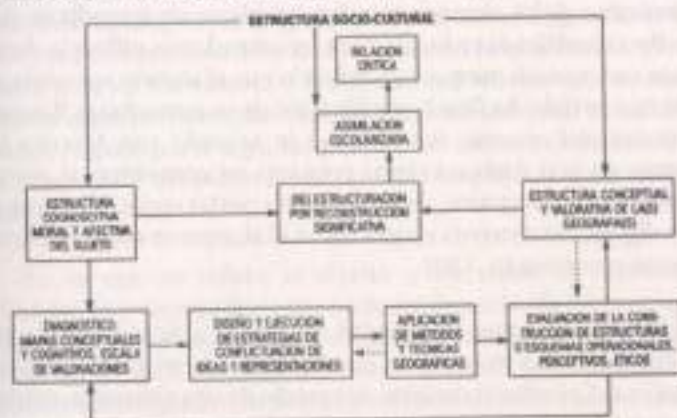 ESTRUCTURA SOCIO-CULTURAL
RELACION
CRITICA
ASIMILACION
ESCOLARIZADA
ESTRUCTURA
COGNOSCITIVA
MORAL Y AFECTIVA
DEL SUJETO
(RE) ESTRUCTURACION
POR RECONSTRUCCION
SIGNIFICATIVA
ESTRUCTURA CONCEPTUAL
Y VALORATIVA DE LA(S)
GEOGRAFIA(S)
DIAGNOSTICO:
MAPAS CONCEPTUALES
Y COGNITIVOS, ESCALA
DE VALORACIONES
DISEÑO Y EJECUCION
DE ESTRATEGIAS DE
CONFLICTUACION DE
IDEAS Y REPRESENTACIONES
APLICACION
DE METODOS
Y TECNICAS
GEOGRAFICAS
EVALUACION DE LA CONS-
TRUCCION DE ESTRUCTURAS
O ESQUEMAS OPERACIONALES,
PERCEPTIVOS, ETICOS